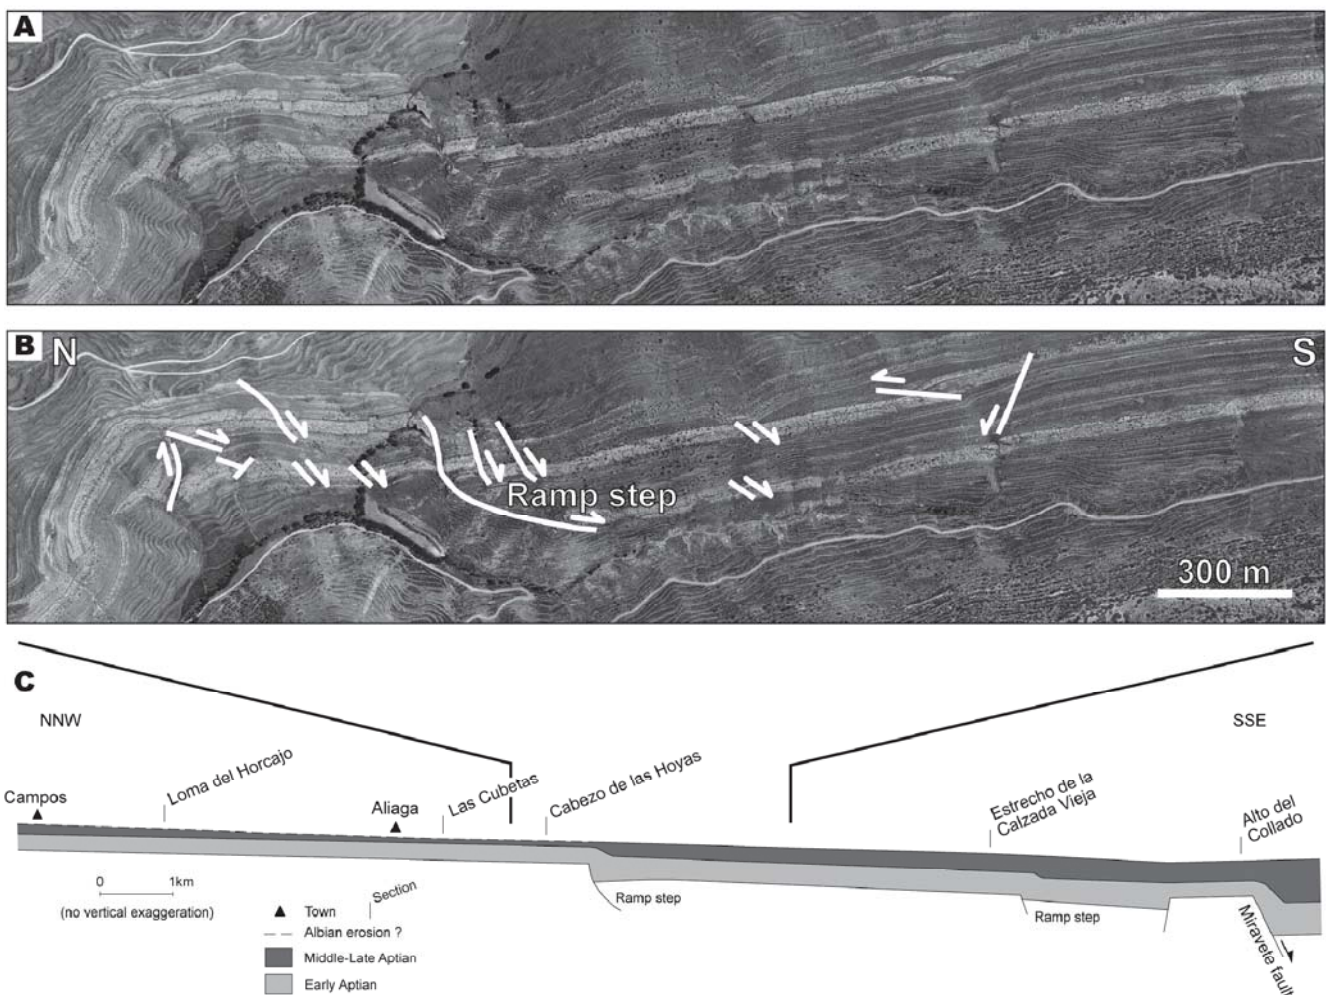 A
B
N
S
Ramp step
300 m
C
NNW
SSE
Campos
Loma del Horcajo
Aliaga
Las Cubetas
Cabezo de las Hoyas
Estrecho de la
Calzada Vieja
Alto del
Collado
0 1km
(no vertical exaggeration)
Section
Town
Albian erosion ?
Middle-Late Aptian
Early Aptian
Ramp step
Ramp step
Miravete fault